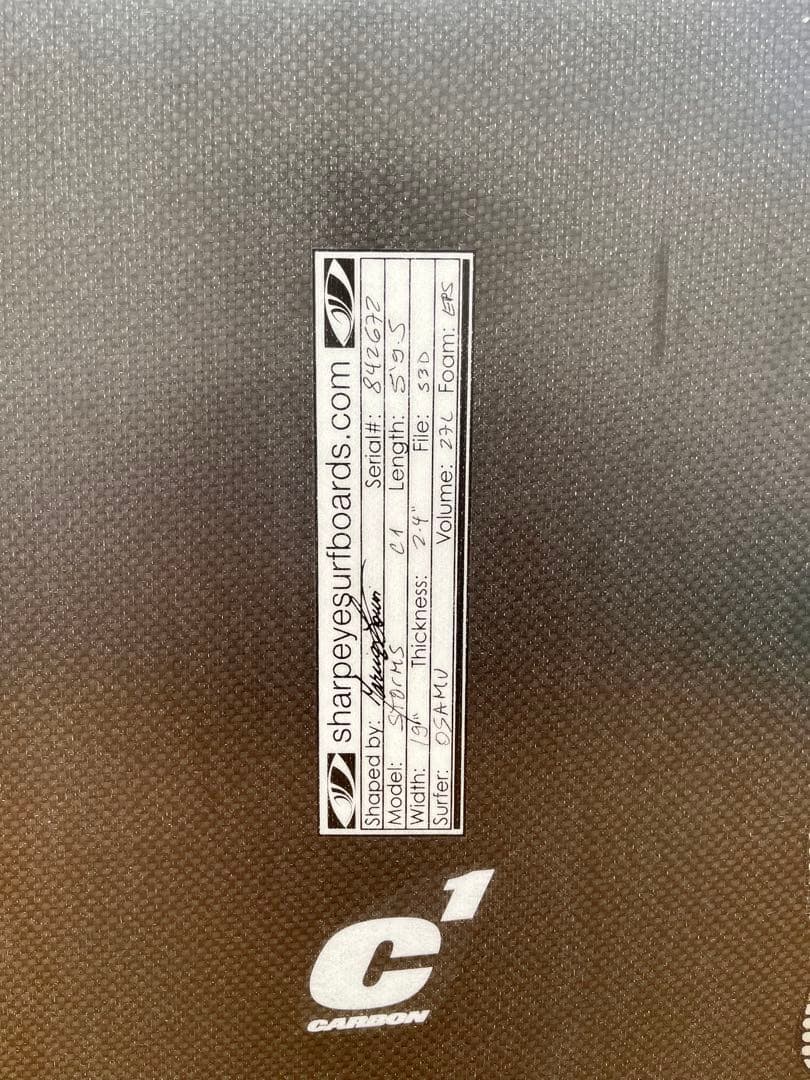 sharpeyesurfboards.com
Shaped by: Serial#: 842672
Model: STORMS C1 Length: 5'9.5
Width: 19" Thickness: 2.4" File: S3D
Surfer: OSAMU Volume: 27L Foam: EPS
C1
CARBON